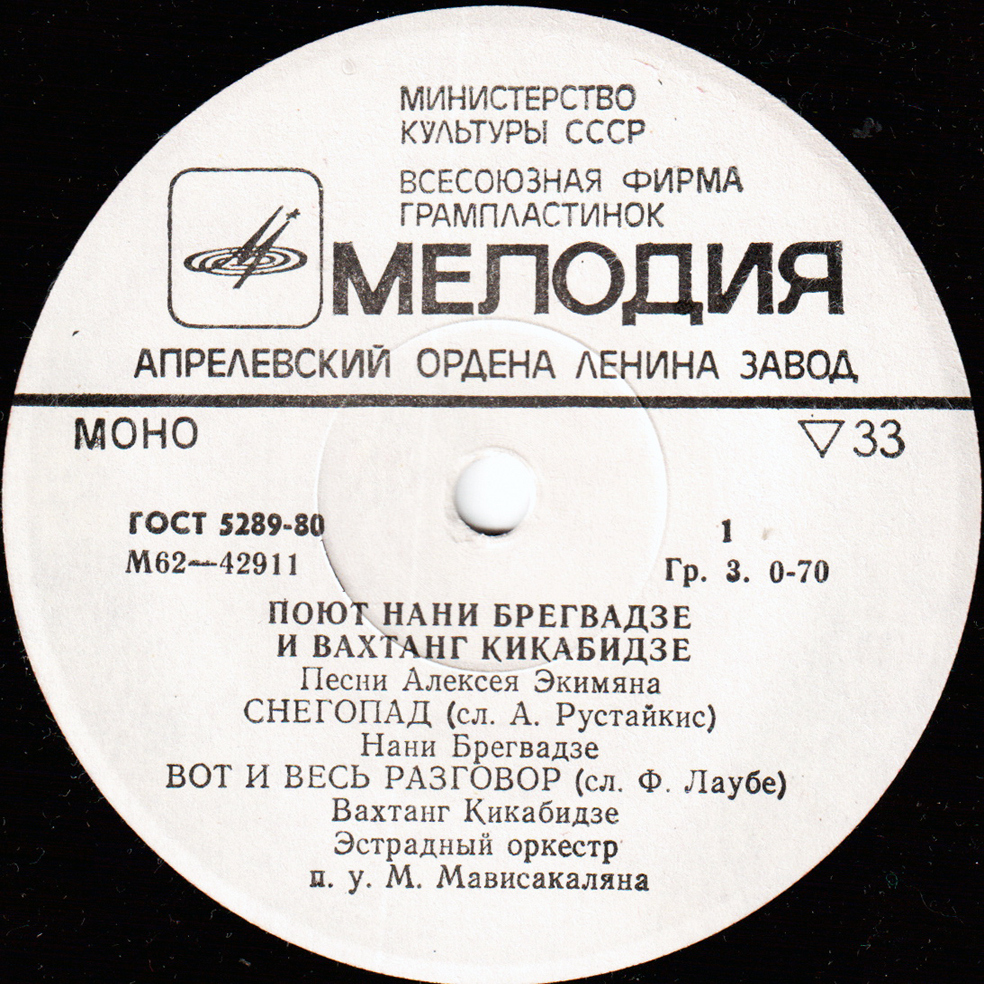 МИНИСТЕРСТВО
КУЛЬТУРЫ СССР
ВСЕСОЮЗНАЯ ФИРМА
ГРАМПЛАСТИНОК
МЕЛОДИЯ
АПРЕЛЕВСКИЙ ОРДЕНА ЛЕНИНА ЗАВОД
МОНО
▽33
ГОСТ 5289-80
М62—42911
1
Гр. 3. 0-70
ПОЮТ НАНИ БРЕГВАДЗЕ
И ВАХТАНГ КИКАБИДЗЕ
Песни Алексея Экимяна
СНЕГОПАД (сл. А. Рустайкис)
Нани Брегвадзе
ВОТ И ВЕСЬ РАЗГОВОР (сл. Ф. Лаубе)
Вахтанг Кикабидзе
Эстрадный оркестр
п. у. М. Мависакаляна